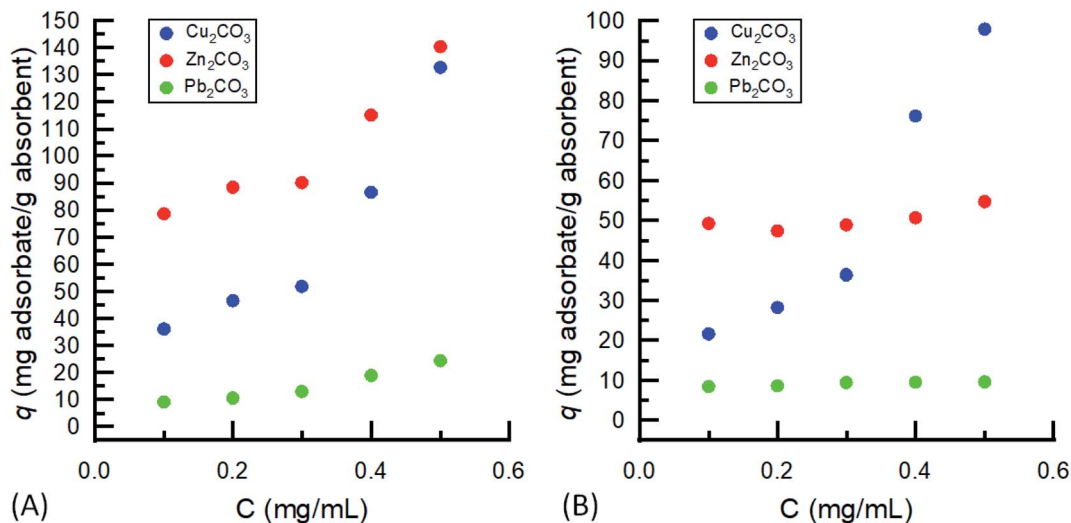 150
140
130
120
110
100
90
80
70
60
50
40
30
20
10
0
q (mg adsorbate/g absorbent)
Cu₂CO₃
Zn₂CO₃
Pb₂CO₃
0.0 0.2 0.4 0.6
C (mg/mL)
(A)
100
90
80
70
60
50
40
30
20
10
0
q (mg adsorbate/g absorbent)
Cu₂CO₃
Zn₂CO₃
Pb₂CO₃
0.0 0.2 0.4 0.6
C (mg/mL)
(B)